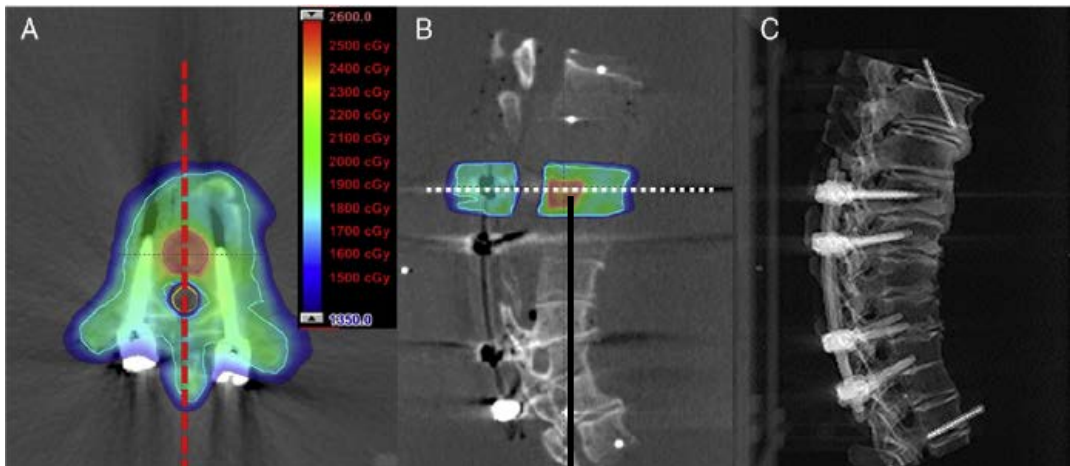 A
2600.0
2500 cGy
2400 cGy
2300 cGy
2200 cGy
2100 cGy
2000 cGy
1900 cGy
1800 cGy
1700 cGy
1600 cGy
1500 cGy
1350.0
B
C